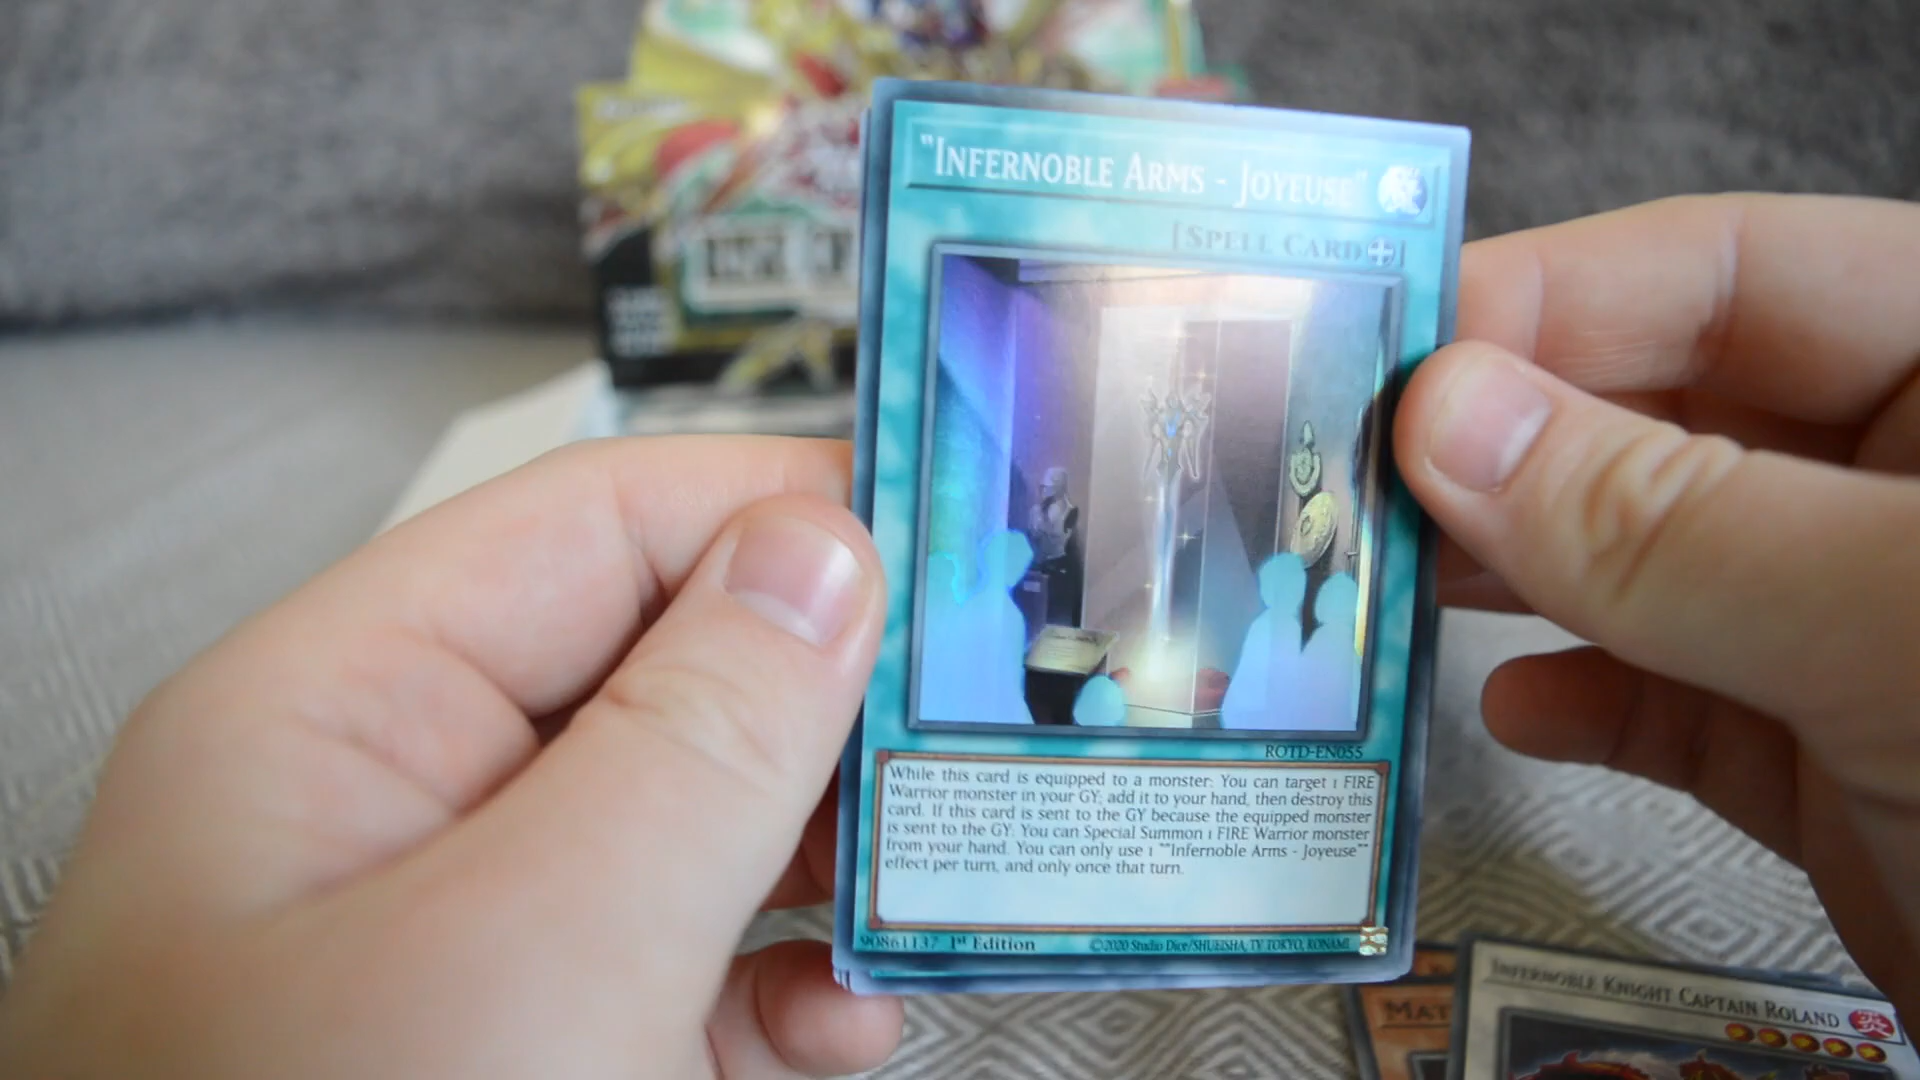 "INFERNOBLE ARMS - JOYEUSE"
[SPELL CARD]
ROTD-EN055
While this card is equipped to a monster: You can target 1 FIRE
Warrior monster in your GY; add it to your hand, then destroy this
card. If this card is sent to the GY because the equipped monster
is sent to the GY: You can Special Summon 1 FIRE Warrior monster
from your hand. You can only use 1 ""Infernoble Arms - Joyeuse""
effect per turn, and only once that turn.
90861137 1st Edition ©2020 Studio Dice/SHUEISHA, TV TOKYO, KONAMI
INFERNOBLE KNIGHT CAPTAIN ROLAND 炎
MAT